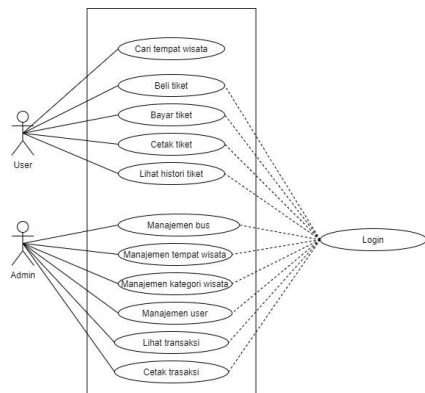 Cari tempat wisata
Beli tiket
Bayar tiket
Cetak tiket
Lihat histori tiket
User
Manajemen bus
Manajemen tempat wisata
Manajemen kategori wisata
Manajemen user
Lihat transaksi
Cetak trasaksi
Admin
Login